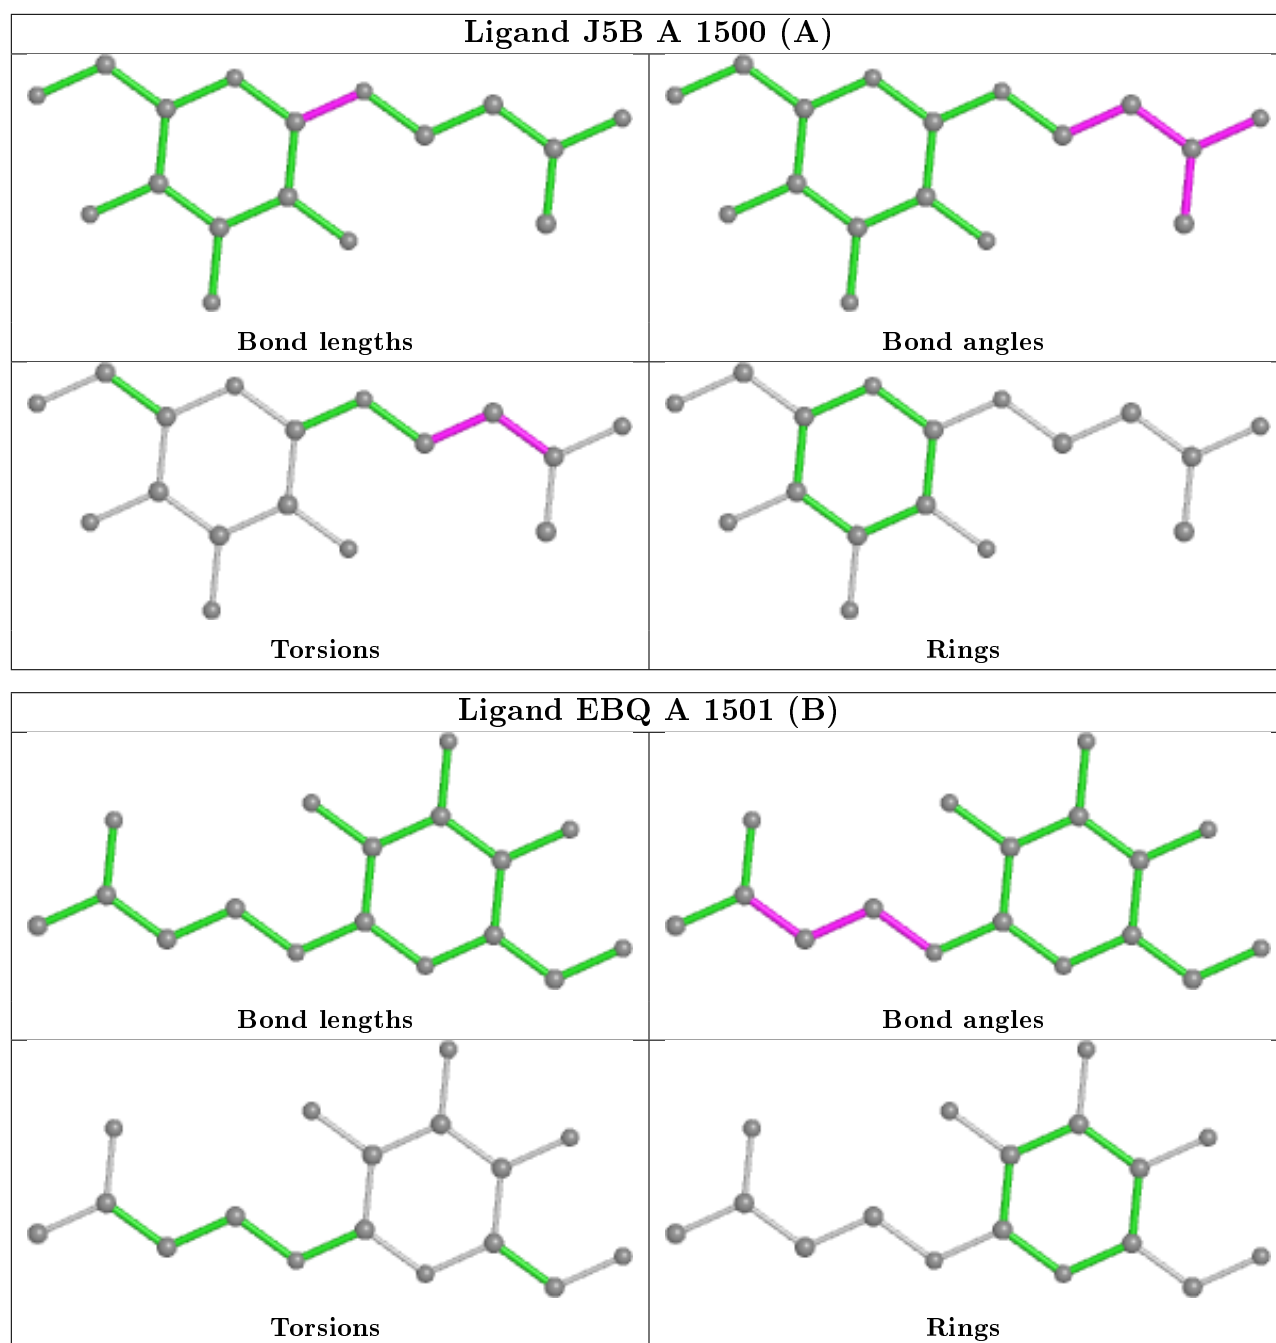 Ligand J5B A 1500 (A)
Bond lengths
Bond angles
Torsions
Rings
Ligand EBQ A 1501 (B)
Bond lengths
Bond angles
Torsions
Rings